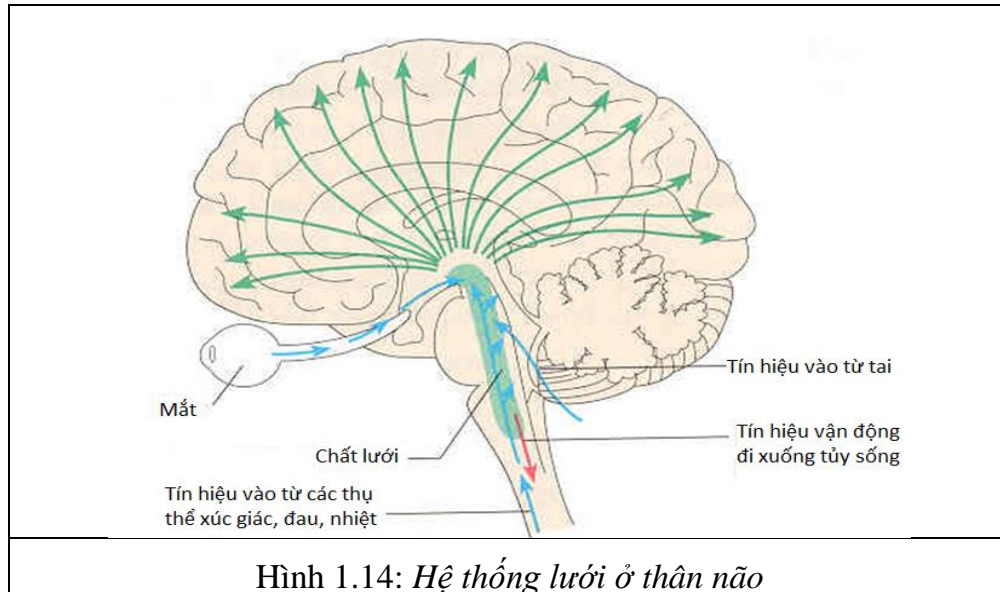 Tín hiệu vào từ tai
Mắt
Tín hiệu vận động
đi xuống tủy sống
Chất lưới
Tín hiệu vào từ các thụ
thể xúc giác, đau, nhiệt
Hình 1.14: Hệ thống lưới ở thân não